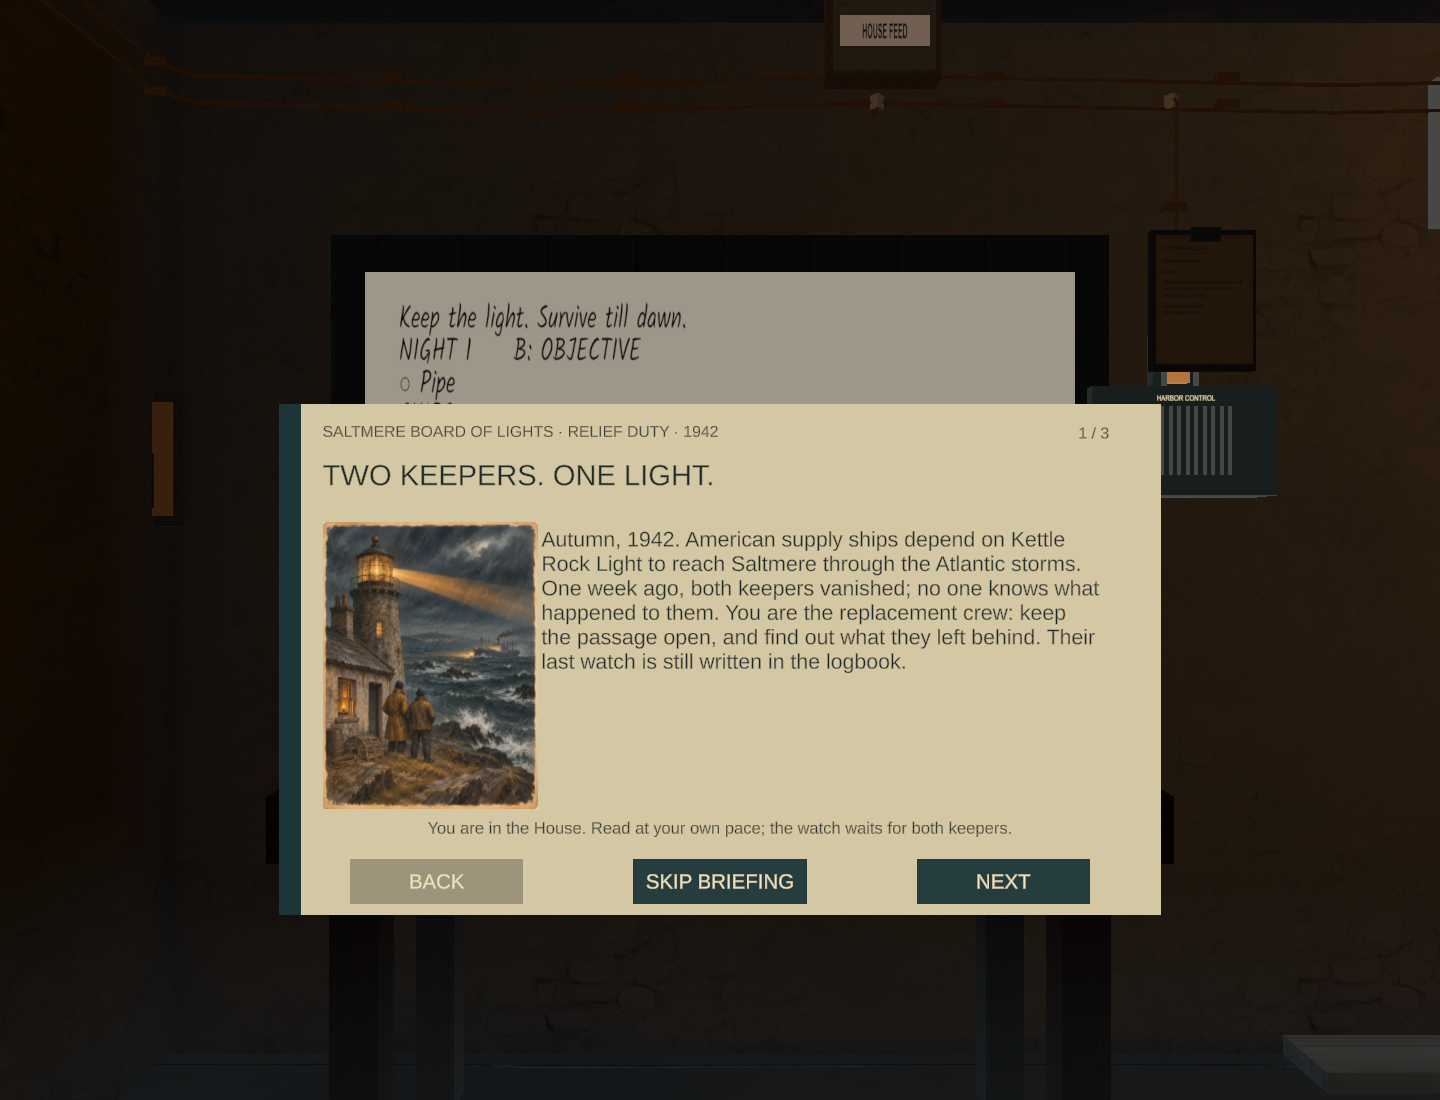 HOUSE FEED
Keep the light. Survive till dawn.
NIGHT 1 B: OBJECTIVE
○ Pipe
HARBOR CONTROL
SALTMERE BOARD OF LIGHTS · RELIEF DUTY · 1942
1 / 3
TWO KEEPERS. ONE LIGHT.
Autumn, 1942. American supply ships depend on Kettle
Rock Light to reach Saltmere through the Atlantic storms.
One week ago, both keepers vanished; no one knows what
happened to them. You are the replacement crew: keep
the passage open, and find out what they left behind. Their
last watch is still written in the logbook.
You are in the House. Read at your own pace; the watch waits for both keepers.
BACK
SKIP BRIEFING
NEXT